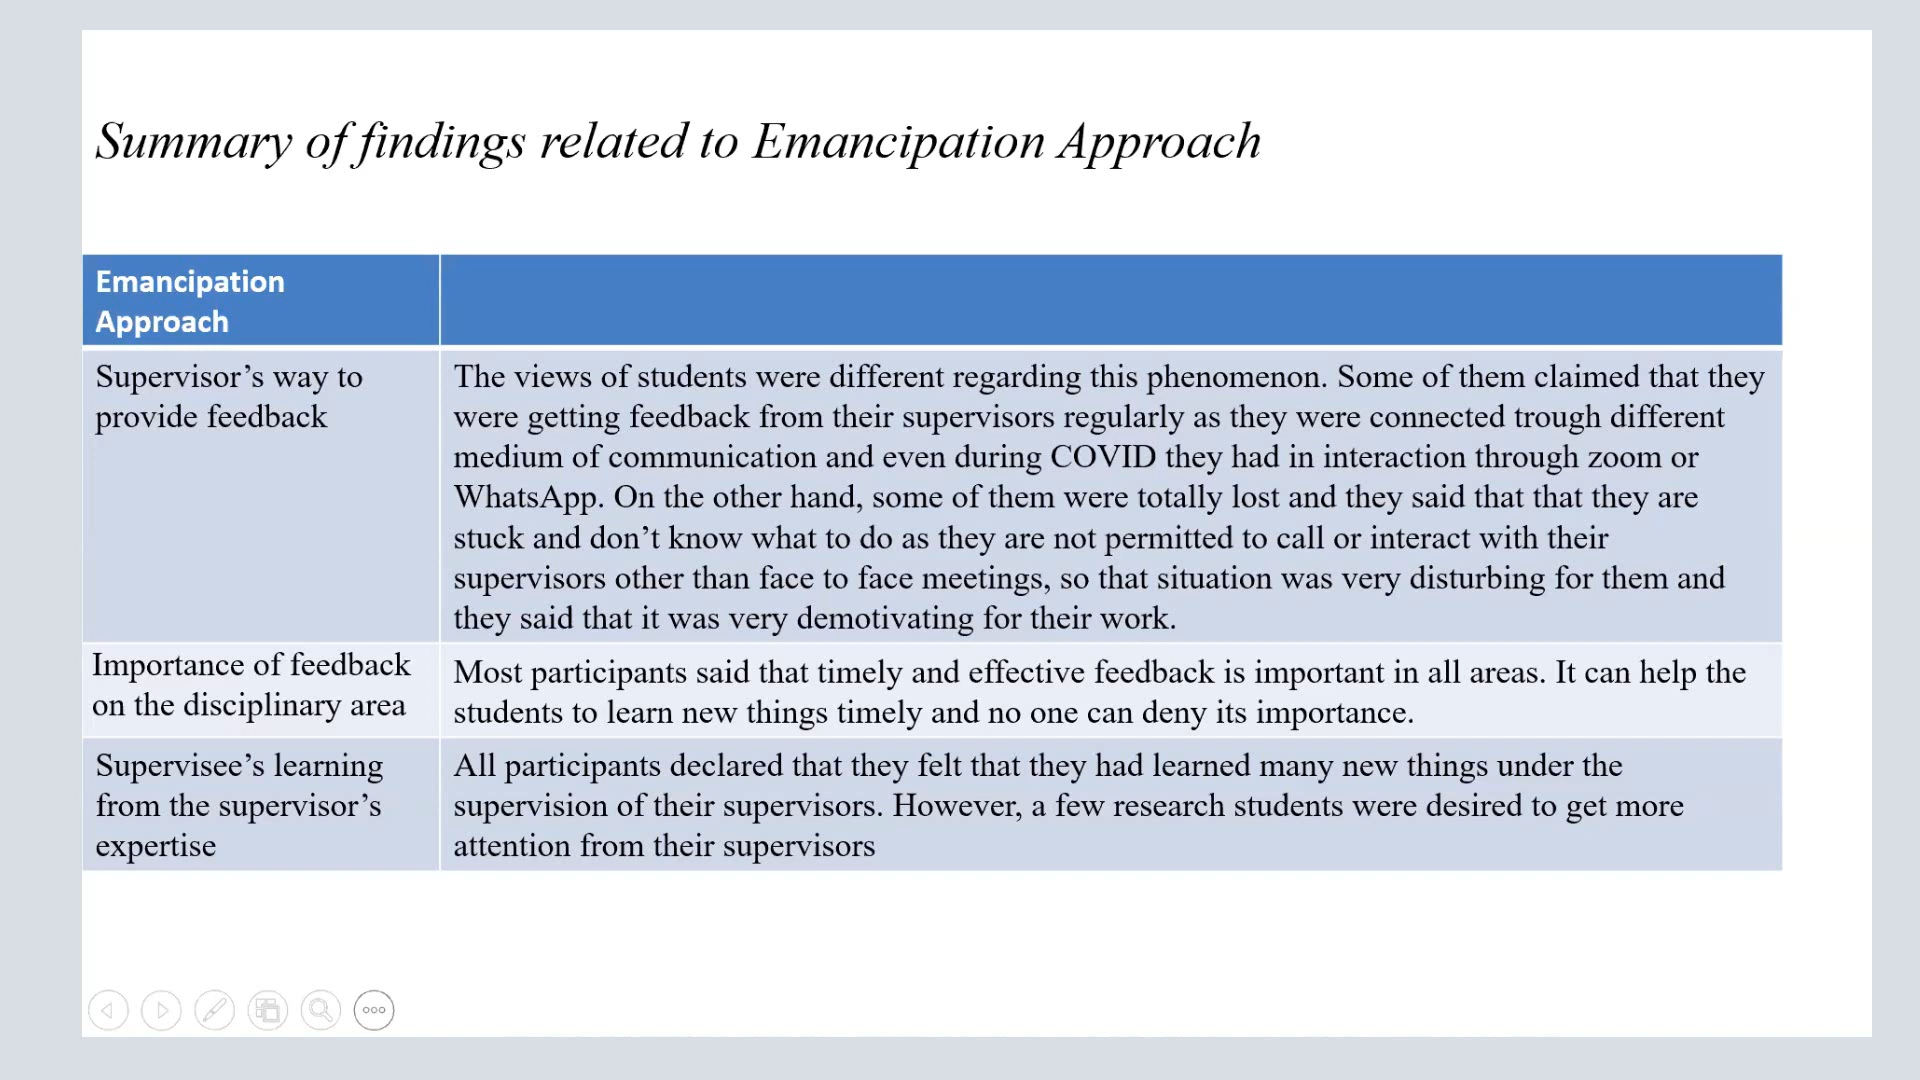 Summary of findings related to Emancipation Approach
Emancipation
Approach
Supervisor’s way to
provide feedback
The views of students were different regarding this phenomenon. Some of them claimed that they
were getting feedback from their supervisors regularly as they were connected trough different
medium of communication and even during COVID they had in interaction through zoom or
WhatsApp. On the other hand, some of them were totally lost and they said that that they are
stuck and don’t know what to do as they are not permitted to call or interact with their
supervisors other than face to face meetings, so that situation was very disturbing for them and
they said that it was very demotivating for their work.
Importance of feedback
on the disciplinary area
Most participants said that timely and effective feedback is important in all areas. It can help the
students to learn new things timely and no one can deny its importance.
Supervisee’s learning
from the supervisor’s
expertise
All participants declared that they felt that they had learned many new things under the
supervision of their supervisors. However, a few research students were desired to get more
attention from their supervisors